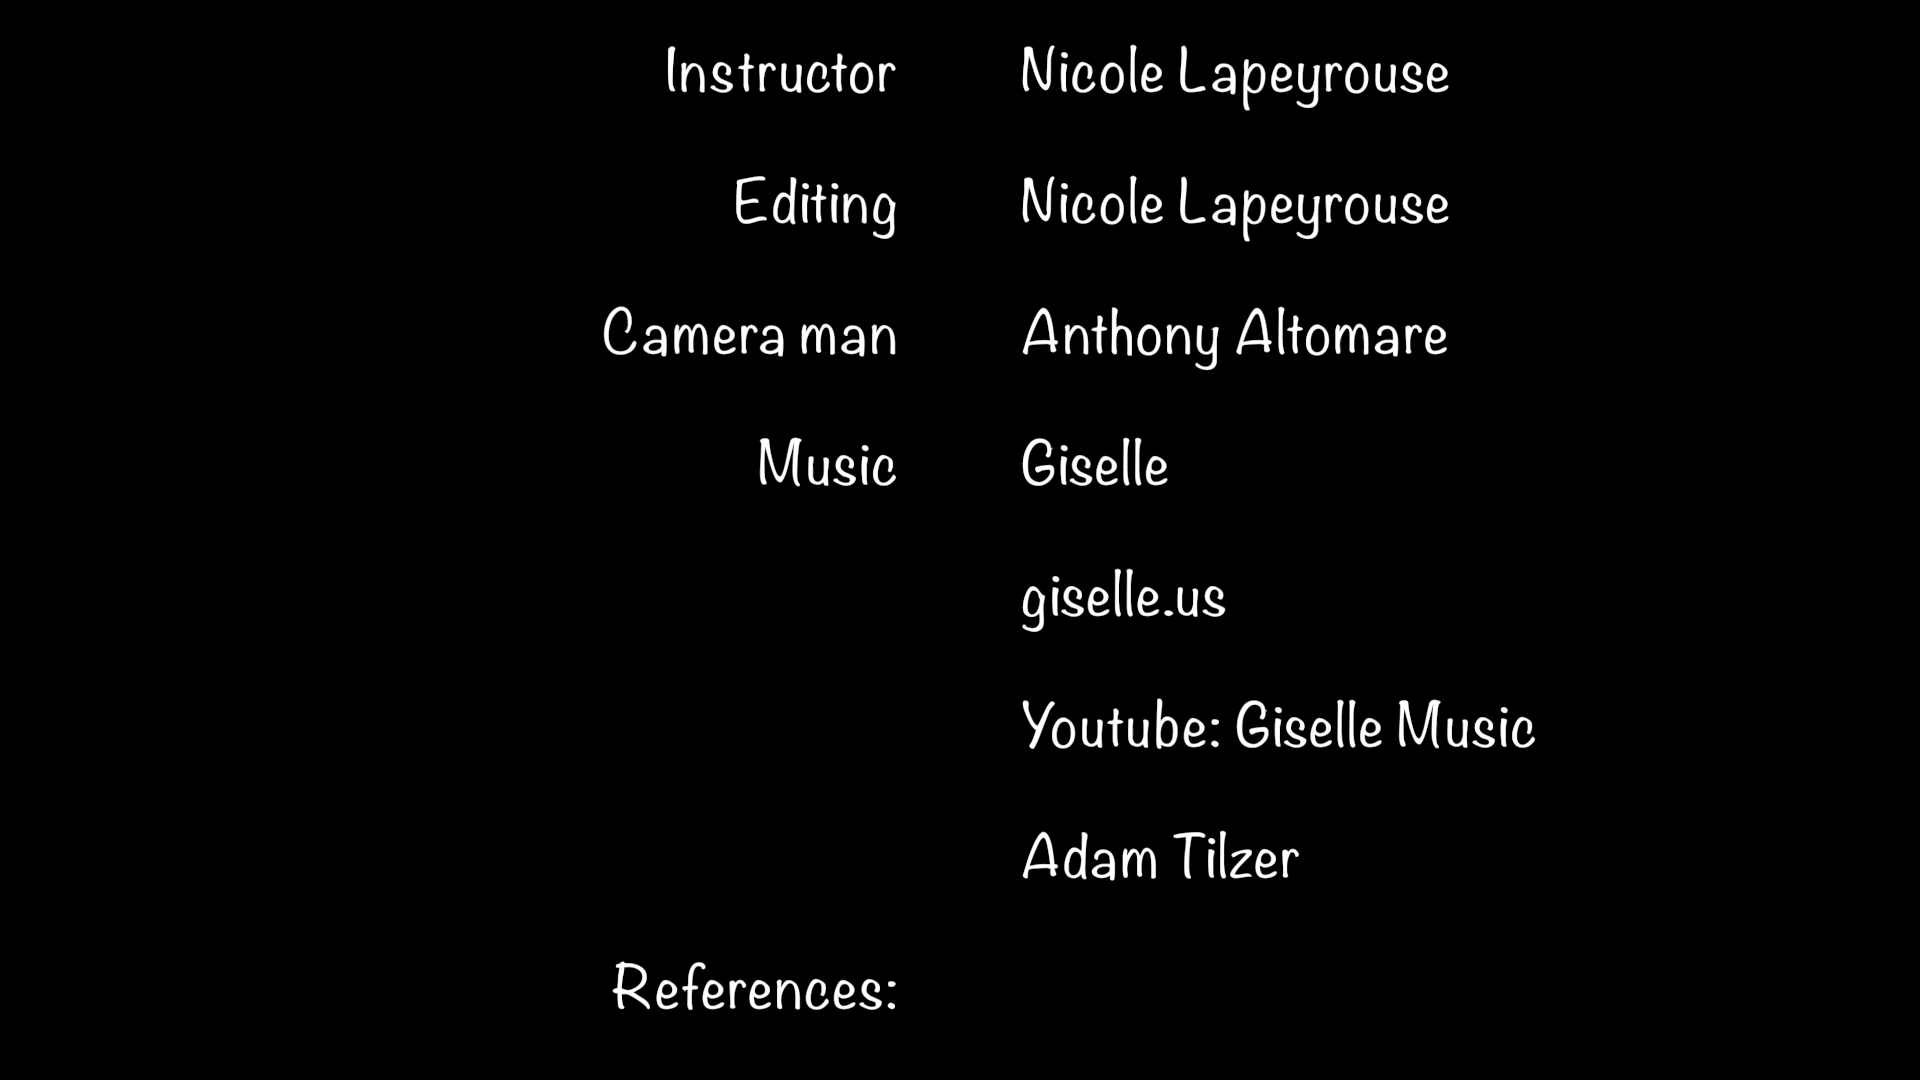 Instructor Nicole Lapeyrouse
Editing Nicole Lapeyrouse
Camera man Anthony Altomare
Music Giselle
giselle.us
Youtube: Giselle Music
Adam Tilzer
References: